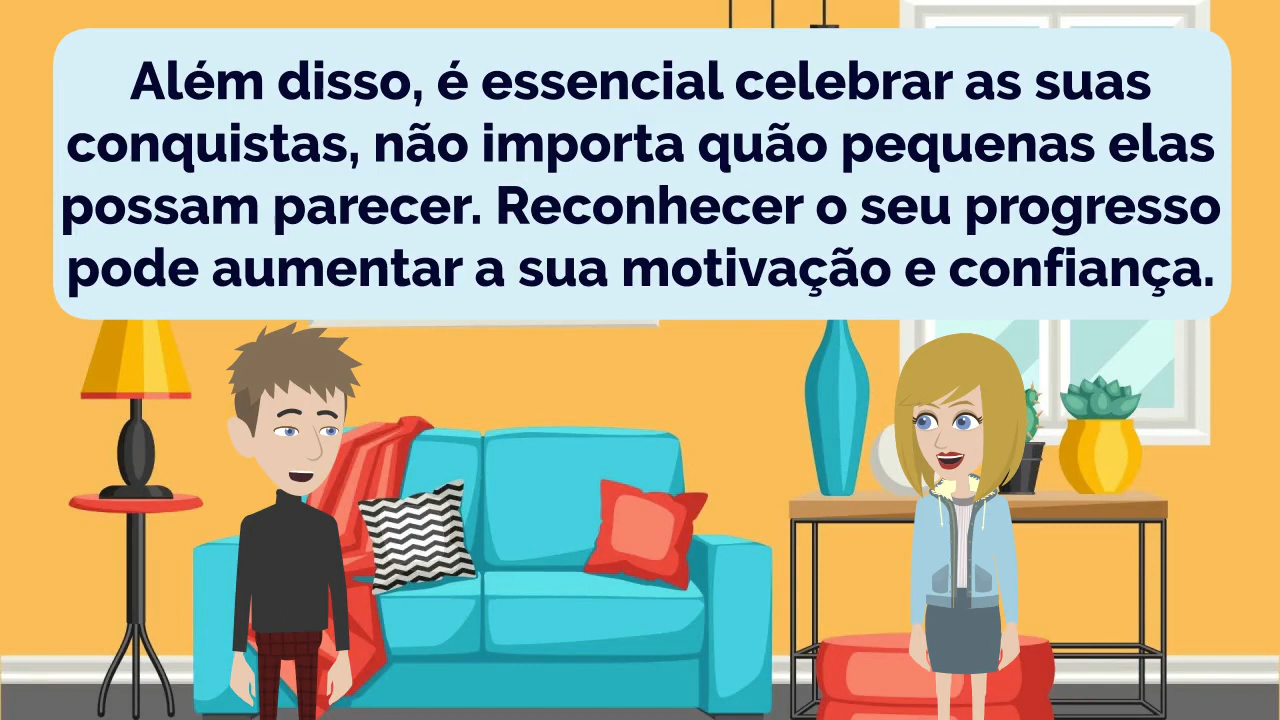 Além disso, é essencial celebrar as suas
conquistas, não importa quão pequenas elas
possam parecer. Reconhecer o seu progresso
pode aumentar a sua motivação e confiança.